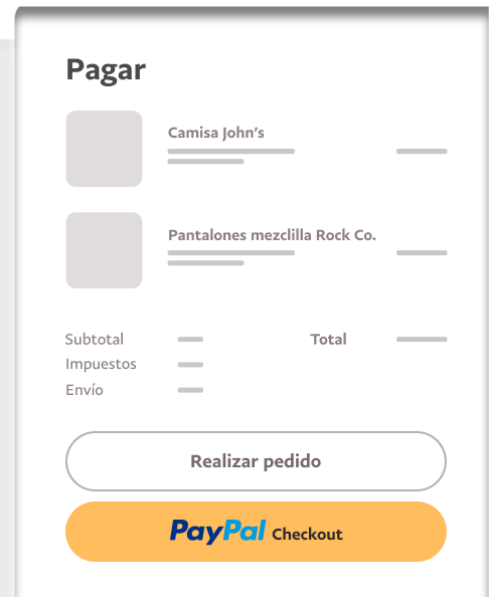 Pagar
Camisa John's
Pantalones mezclilla Rock Co.
Subtotal
Total
Impuestos
Envío
Realizar pedido
PayPal Checkout